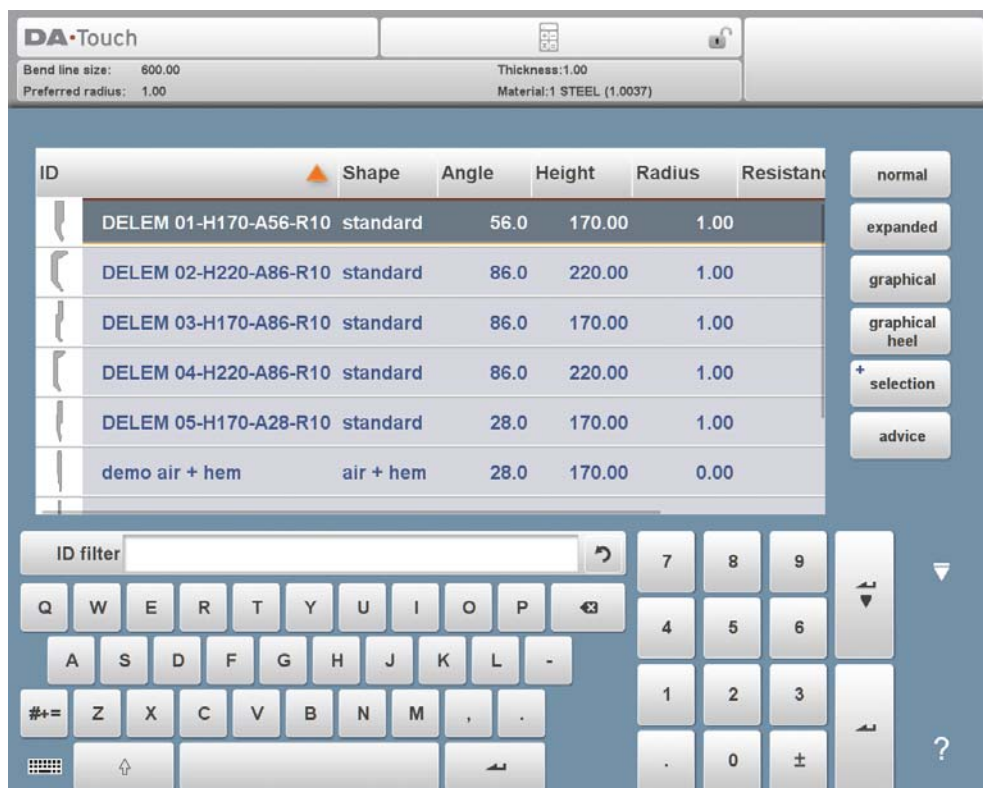 DA·Touch
Bend line size: 600.00 Thickness:1.00
Preferred radius: 1.00 Material:1 STEEL (1.0037)
ID Shape Angle Height Radius Resistan
DELEM 01-H170-A56-R10 standard 56.0 170.00 1.00
DELEM 02-H220-A86-R10 standard 86.0 220.00 1.00
DELEM 03-H170-A86-R10 standard 86.0 170.00 1.00
DELEM 04-H220-A86-R10 standard 86.0 220.00 1.00
DELEM 05-H170-A28-R10 standard 28.0 170.00 1.00
demo air + hem air + hem 28.0 170.00 0.00
normal
expanded
graphical
graphical
heel
+ selection
advice
ID filter
Q W E R T Y U I O P
A S D F G H J K L -
#+= Z X C V B N M , .
7 8 9
4 5 6
1 2 3
. 0 ±
?